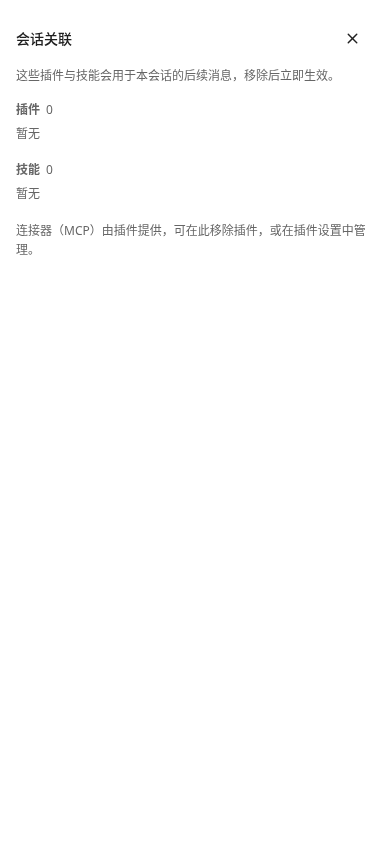 会话关联
这些插件与技能会用于本会话的后续消息，移除后立即生效。
插件 0
暂无
技能 0
暂无
连接器（MCP）由插件提供，可在此移除插件，或在插件设置中管
理。